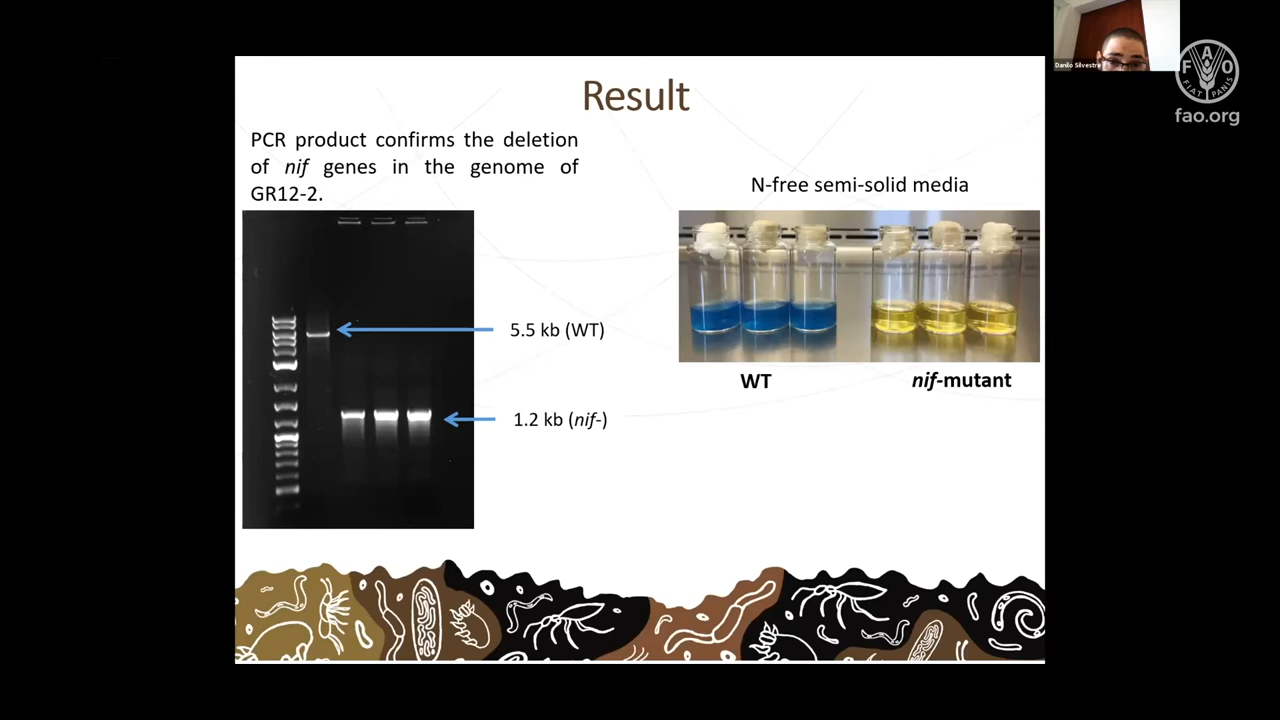 Result
PCR product confirms the deletion
of nif genes in the genome of
GR12-2.
N-free semi-solid media
5.5 kb (WT)
1.2 kb (nif-)
WT
nif-mutant
Danilo Silvestre
FAO
FIAT PANIS
fao.org